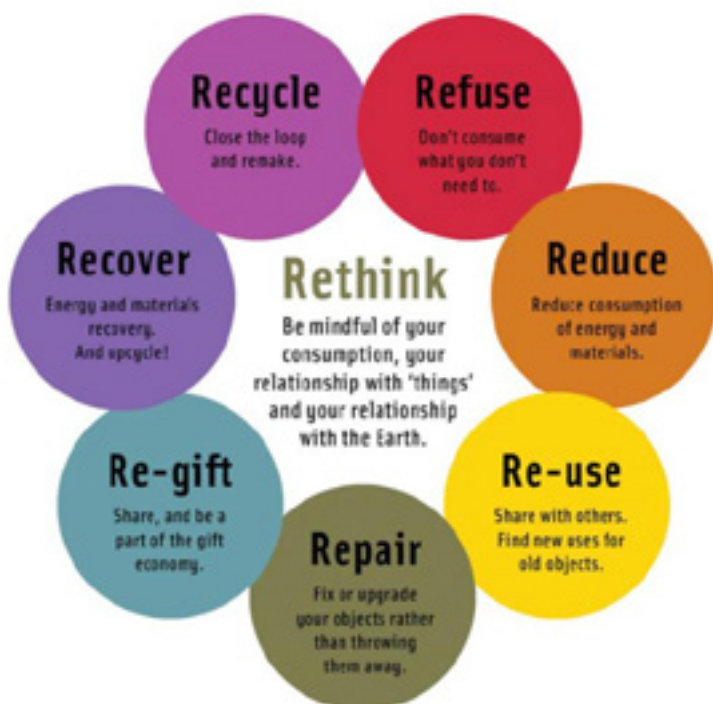 Recycle
Close the loop
and remake.
Refuse
Don't consume
what you don't
need to.
Recover
Energy and materials
recovery.
And upcycle!
Rethink
Be mindful of your
consumption, your
relationship with 'things'
and your relationship
with the Earth.
Reduce
Reduce consumption
of energy and
materials.
Re-gift
Share, and be a
part of the gift
economy.
Repair
Fix or upgrade
your objects rather
than throwing
them away.
Re-use
Share with others.
Find new uses for
old objects.